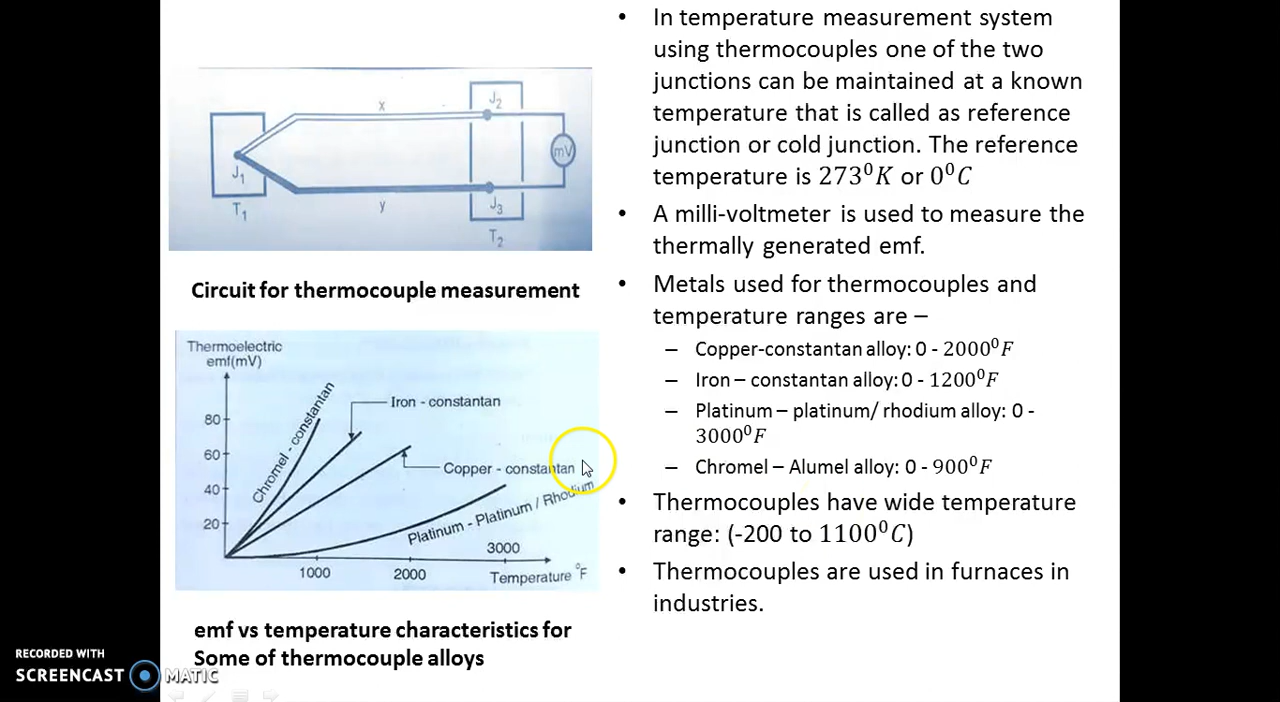 x
J₂
mV
J₁
T₁
y
J₃
T₂
Circuit for thermocouple measurement
Thermoelectric
emf(mV)
80
60
40
20
Chromel - constantan
Iron - constantan
Copper - constantan
Platinum - Platinum / Rhodium
1000
2000
3000
Temperature °F
emf vs temperature characteristics for
Some of thermocouple alloys
• In temperature measurement system
using thermocouples one of the two
junctions can be maintained at a known
temperature that is called as reference
junction or cold junction. The reference
temperature is 273⁰K or 0⁰C
• A milli-voltmeter is used to measure the
thermally generated emf.
• Metals used for thermocouples and
temperature ranges are –
– Copper-constantan alloy: 0 - 2000⁰F
– Iron – constantan alloy: 0 - 1200⁰F
– Platinum – platinum/ rhodium alloy: 0 -
3000⁰F
– Chromel – Alumel alloy: 0 - 900⁰F
• Thermocouples have wide temperature
range: (-200 to 1100⁰C)
• Thermocouples are used in furnaces in
industries.
RECORDED WITH
SCREENCAST MATIC